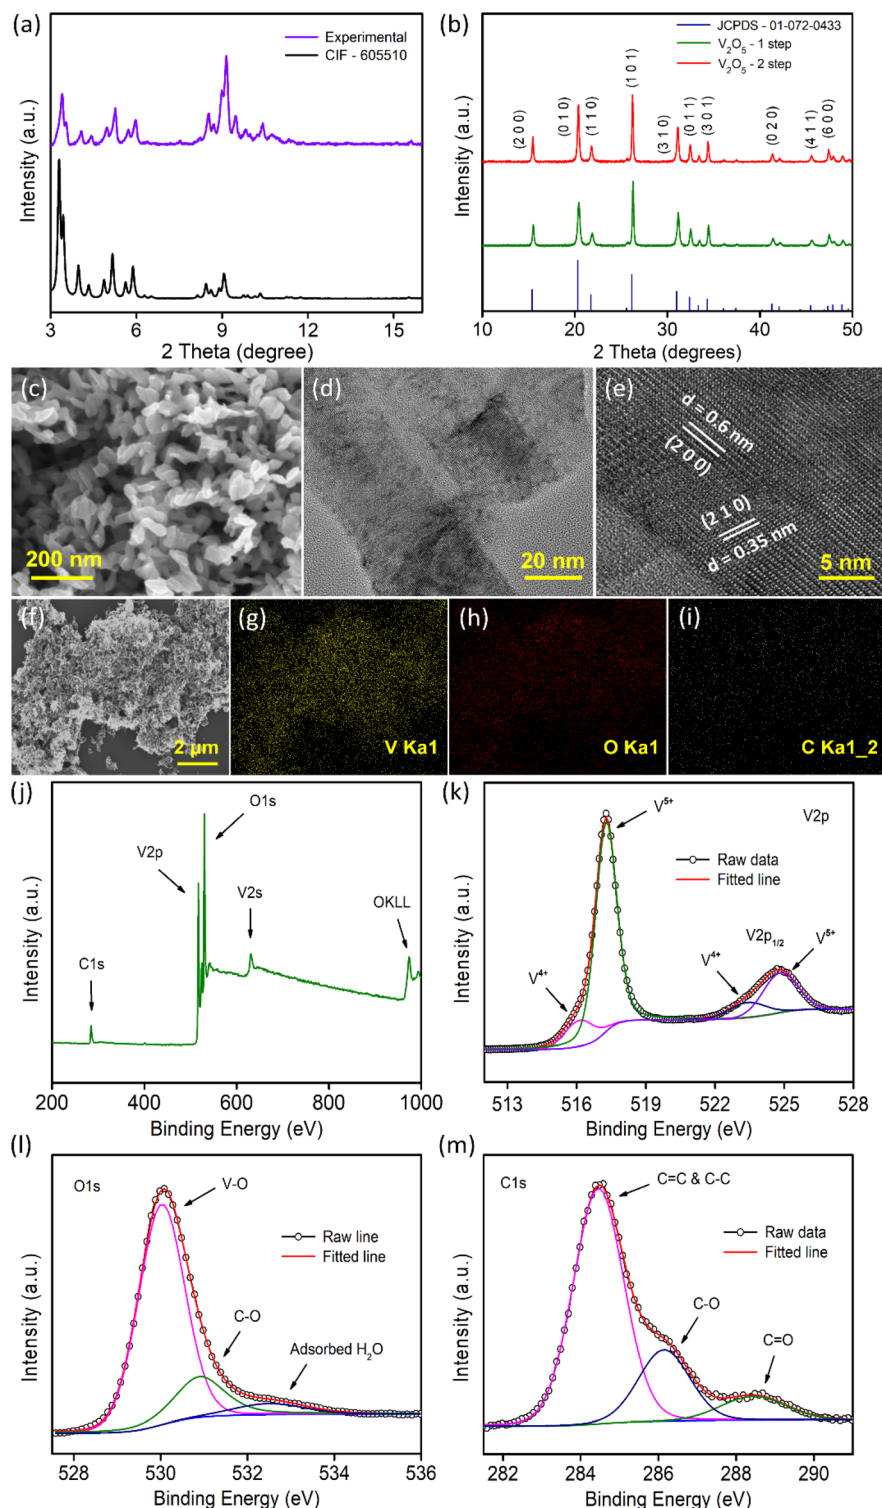 (a)
Experimental
CIF - 605510
Intensity (a.u.)
3 6 9 12 15
2 Theta (degree)
(b)
JCPDS - 01-072-0433
V₂O₅ - 1 step
V₂O₅ - 2 step
(2 0 0)
(0 1 0)
(1 1 0)
(1 0 1)
(3 1 0)
(0 1 1)
(3 0 1)
(0 2 0)
(4 1 1)
(6 0 0)
Intensity (a.u.)
10 20 30 40 50
2 Theta (degrees)
(c)
200 nm
(d)
20 nm
(e)
d = 0.6 nm
(2 0 0)
(2 1 0)
d = 0.35 nm
5 nm
(f)
2 μm
(g)
V Ka1
(h)
O Ka1
(i)
C Ka1_2
(j)
O1s
V2p
V2s
OKLL
C1s
Intensity (a.u.)
200 400 600 800 1000
Binding Energy (eV)
(k)
V⁵⁺
V2p
Raw data
Fitted line
V2p₁/₂
V⁴⁺
V⁵⁺
V⁴⁺
Intensity (a.u.)
513 516 519 522 525 528
Binding Energy (eV)
(l)
O1s
V-O
Raw line
Fitted line
C-O
Adsorbed H₂O
Intensity (a.u.)
528 530 532 534 536
Binding Energy (eV)
(m)
C1s
C=C & C-C
Raw data
Fitted line
C-O
C=O
Intensity (a.u.)
282 284 286 288 290
Binding Energy (eV)